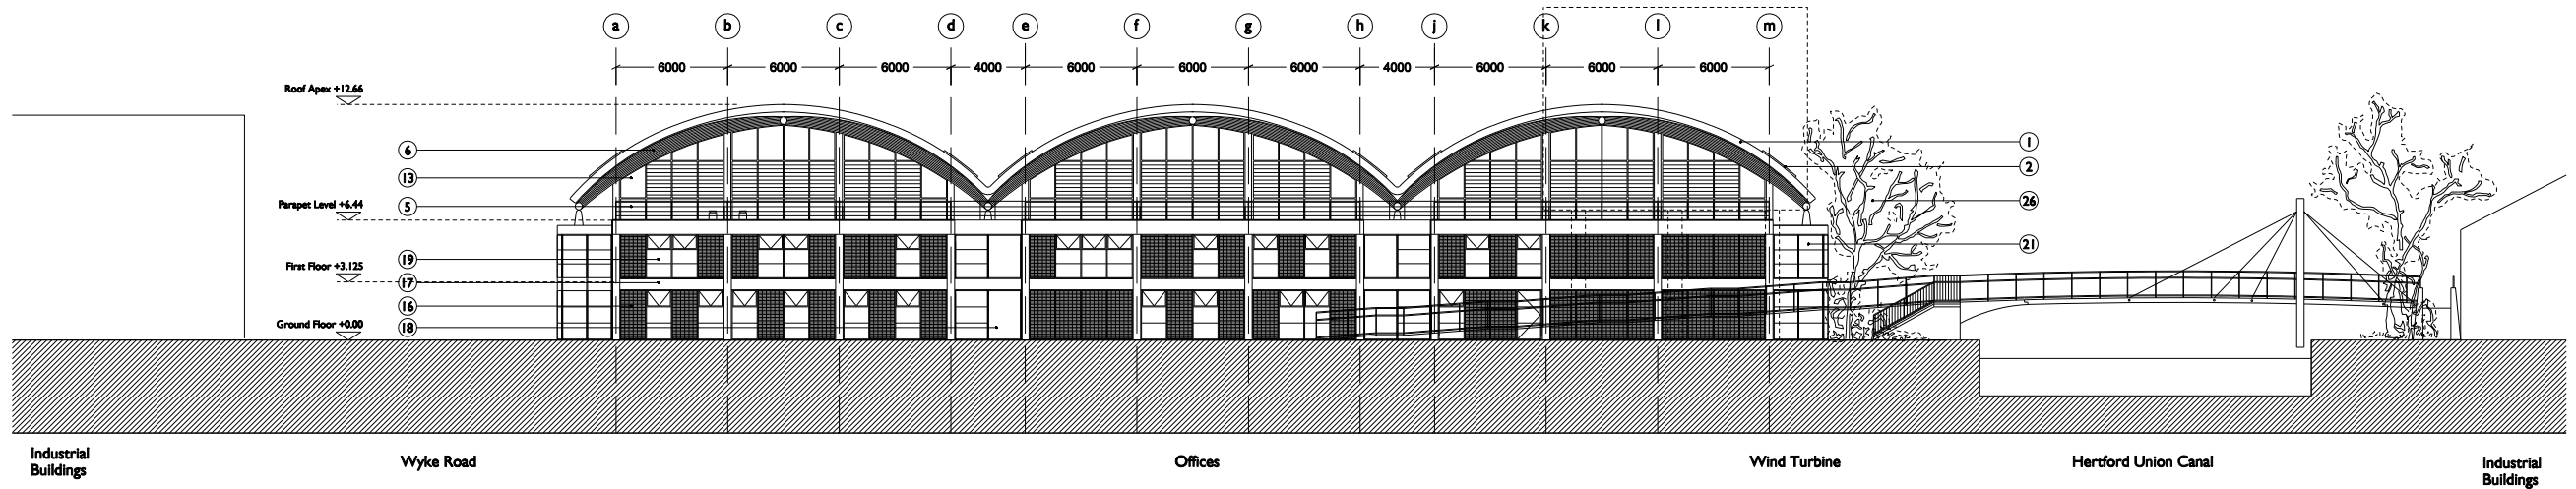 a b c d e f g h j k l m
6000 6000 6000 4000 6000 6000 6000 4000 6000 6000 6000
Roof Apex +12.66
6
1
13
2
Parapet Level +6.44
5
26
19
21
First Floor +3.125
17
16
Ground Floor +0.00
18
Industrial
Buildings
Wyke Road
Offices
Wind Turbine
Hertford Union Canal
Industrial
Buildings